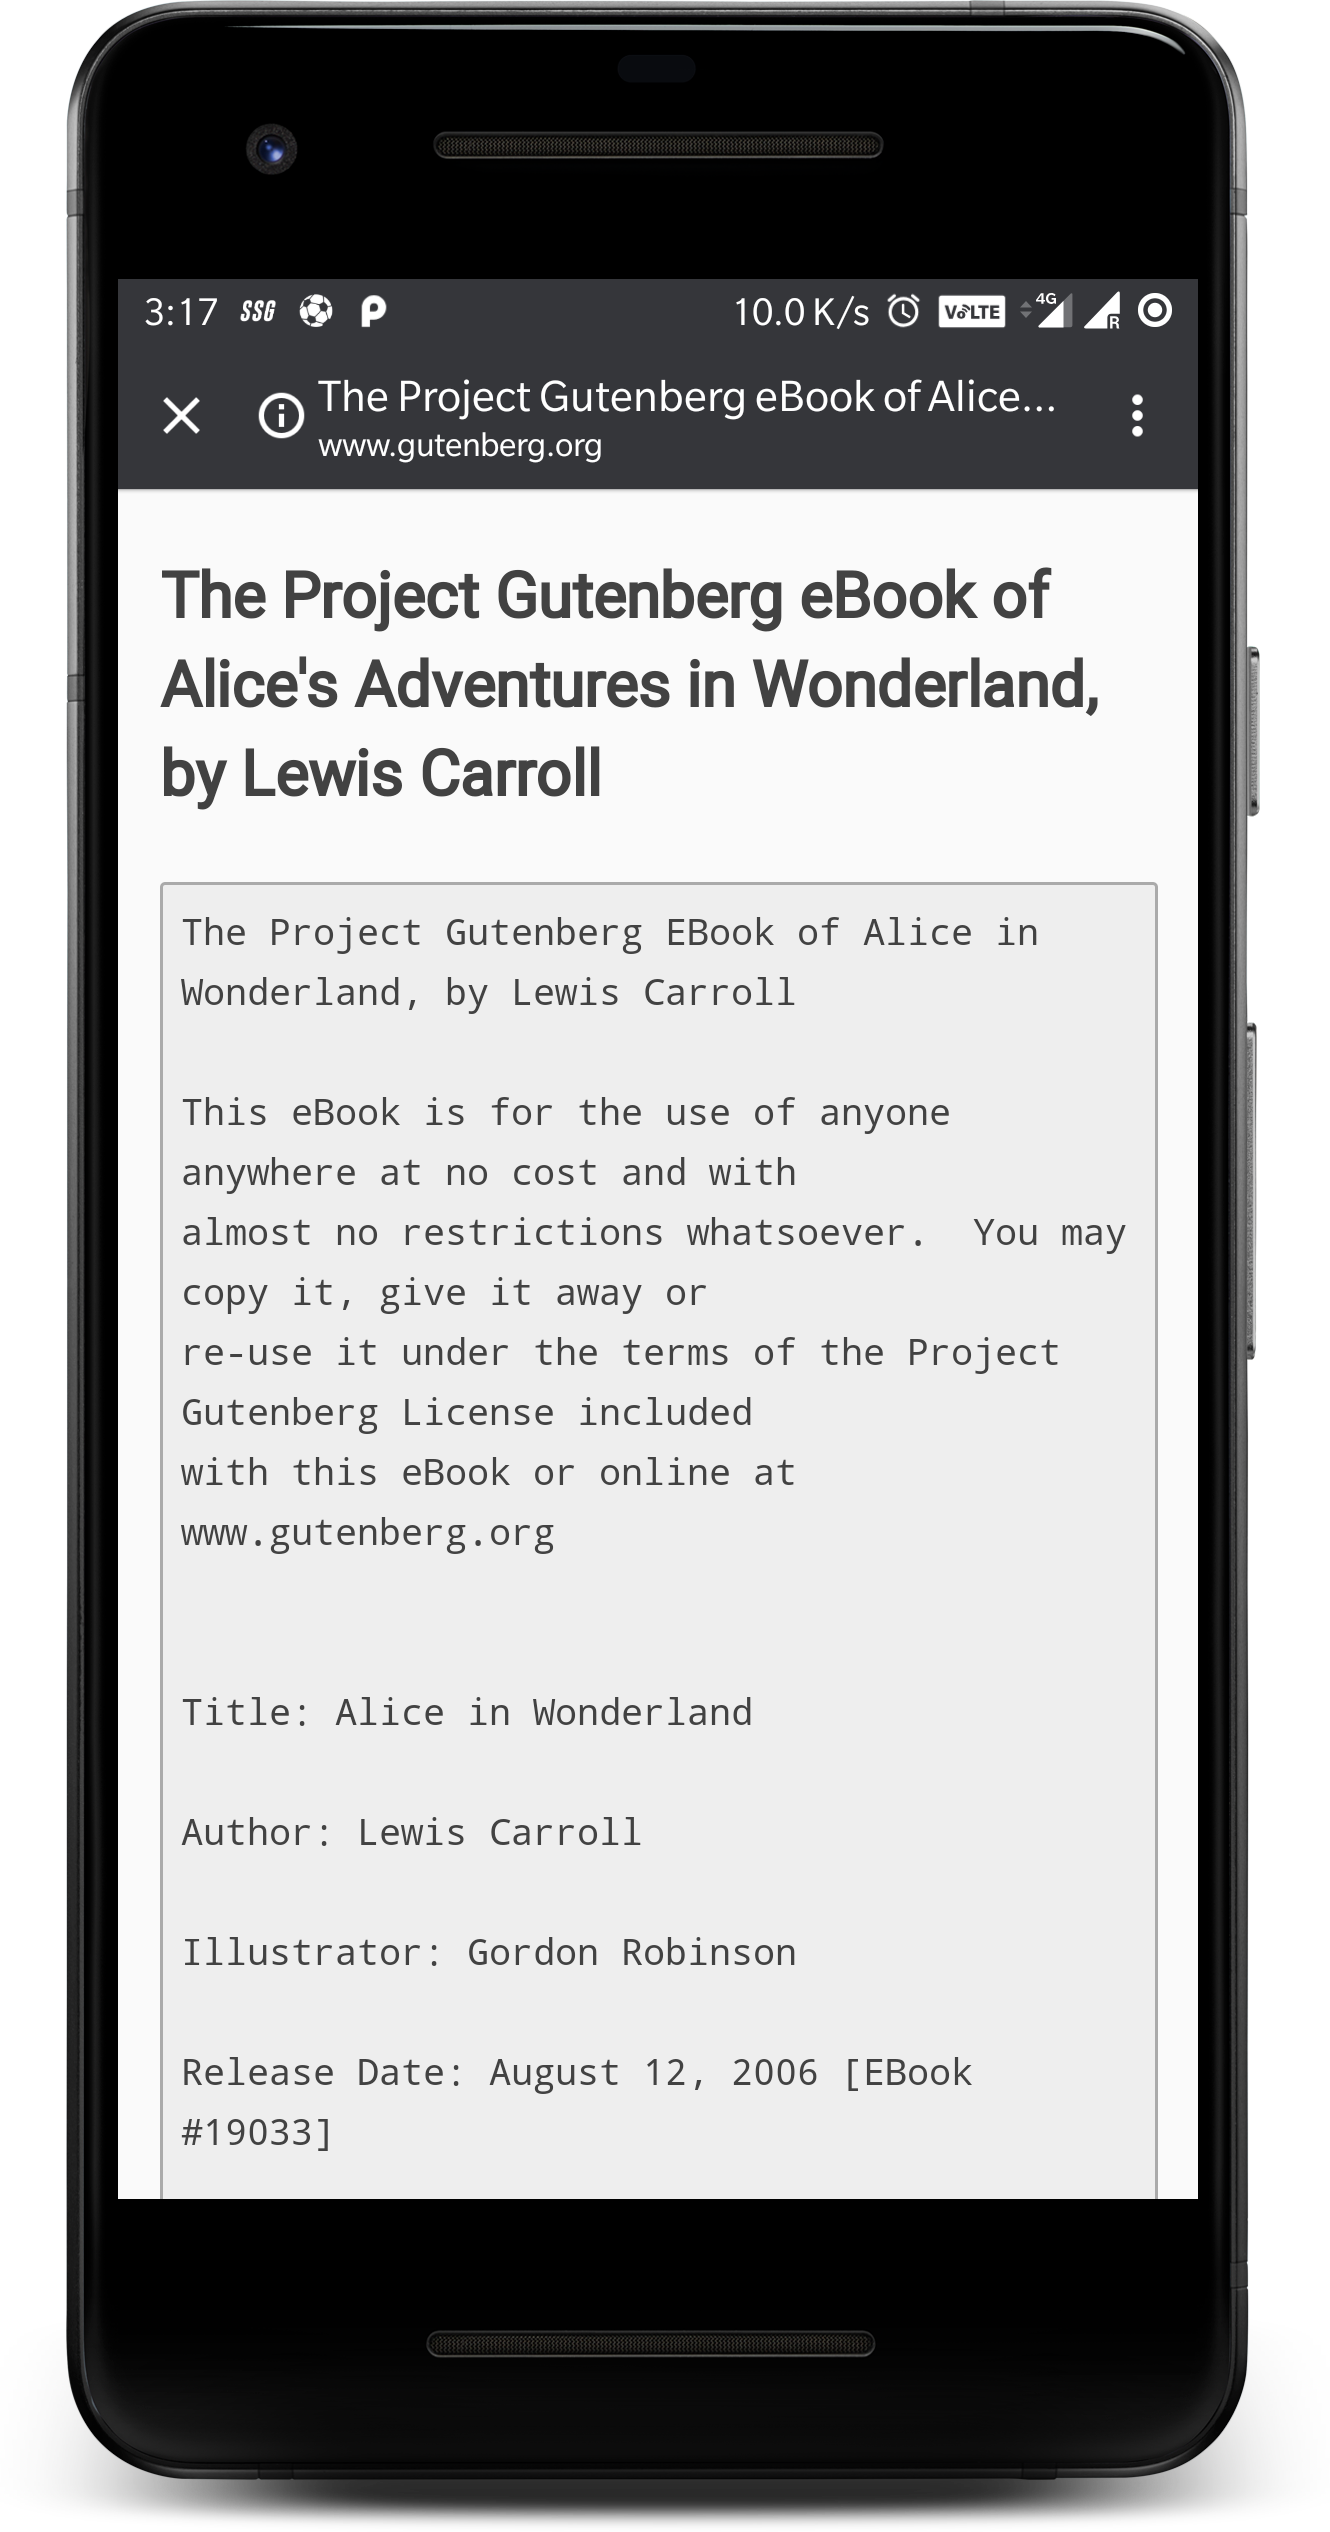 3:17 SSG 10.0 K/s VoLTE 4G R
The Project Gutenberg eBook of Alice...
www.gutenberg.org
The Project Gutenberg eBook of
Alice's Adventures in Wonderland,
by Lewis Carroll
The Project Gutenberg EBook of Alice in
Wonderland, by Lewis Carroll
This eBook is for the use of anyone
anywhere at no cost and with
almost no restrictions whatsoever.  You may
copy it, give it away or
re-use it under the terms of the Project
Gutenberg License included
with this eBook or online at
www.gutenberg.org
Title: Alice in Wonderland
Author: Lewis Carroll
Illustrator: Gordon Robinson
Release Date: August 12, 2006 [EBook
#19033]